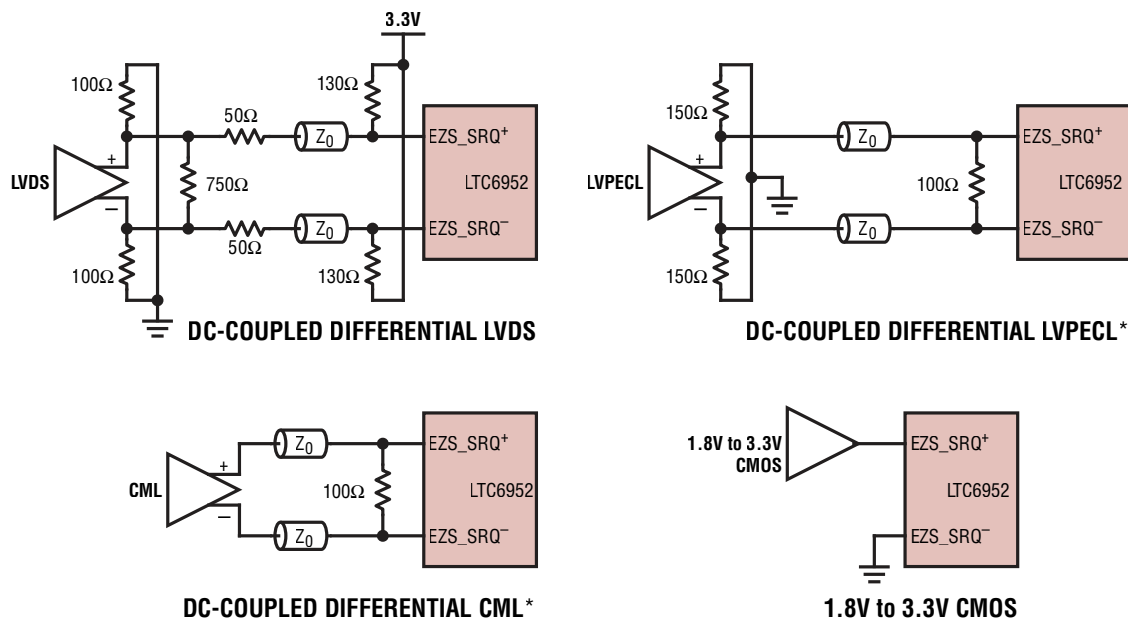 3.3V
100Ω
130Ω
50Ω
Z0
EZS_SRQ+
+
LVDS
750Ω
LTC6952
–
Z0
EZS_SRQ–
50Ω
100Ω
130Ω
DC-COUPLED DIFFERENTIAL LVDS
150Ω
Z0
EZS_SRQ+
+
LVPECL
100Ω
LTC6952
–
Z0
EZS_SRQ–
150Ω
DC-COUPLED DIFFERENTIAL LVPECL*
Z0
EZS_SRQ+
+
CML
100Ω
LTC6952
–
Z0
EZS_SRQ–
DC-COUPLED DIFFERENTIAL CML*
1.8V to 3.3V
CMOS
EZS_SRQ+
LTC6952
EZS_SRQ–
1.8V to 3.3V CMOS